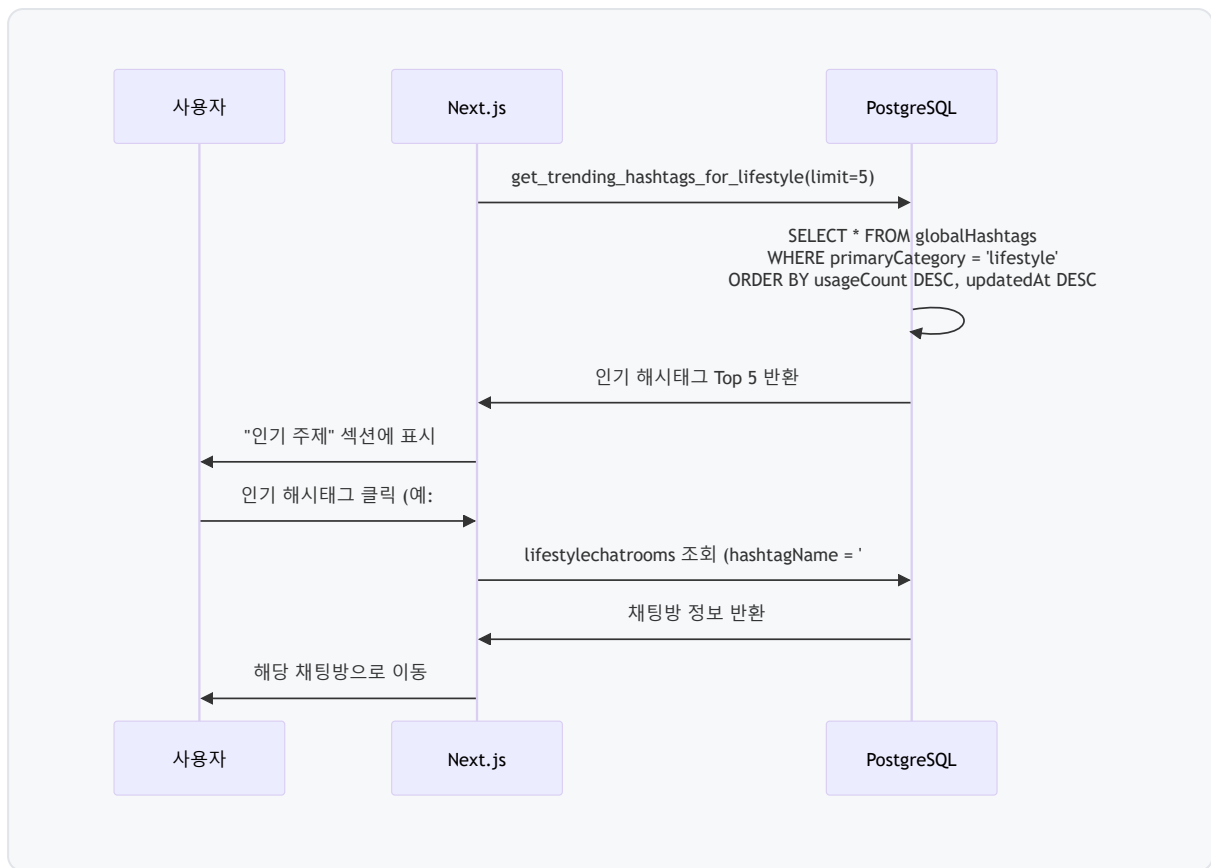 사용자
Next.js
PostgreSQL
get_trending_hashtags_for_lifestyle(limit=5)
SELECT * FROM globalHashtags
WHERE primaryCategory = 'lifestyle'
ORDER BY usageCount DESC, updatedAt DESC
인기 해시태그 Top 5 반환
"인기 주제" 섹션에 표시
인기 해시태그 클릭 (예:
lifestylechatrooms 조회 (hashtagName = '
채팅방 정보 반환
해당 채팅방으로 이동
사용자
Next.js
PostgreSQL